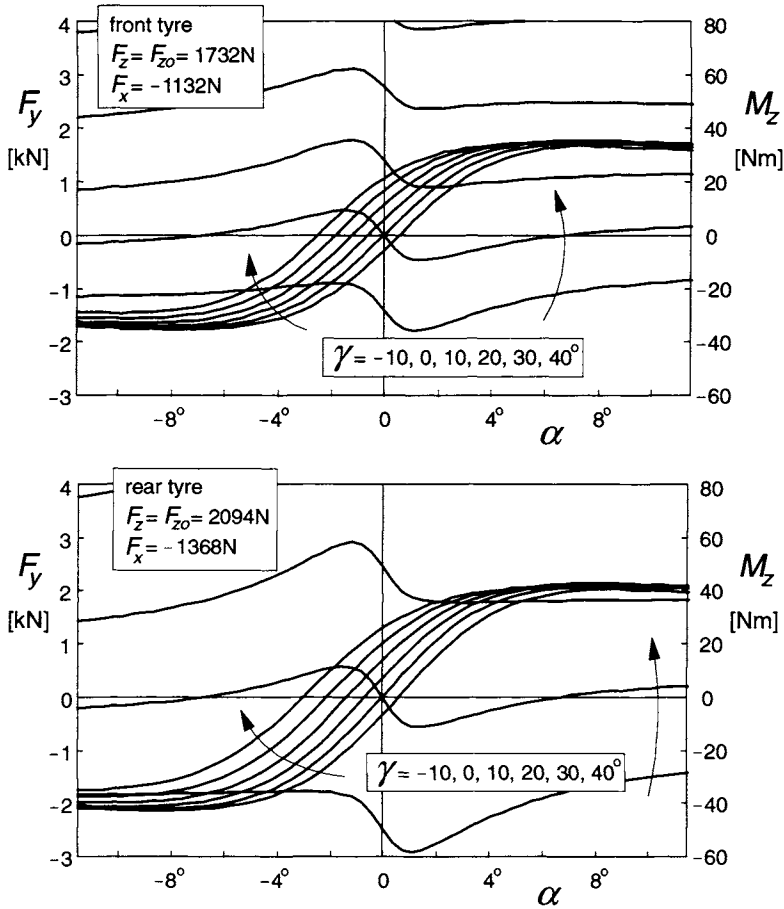 front tyre
F_z = F_zo = 1732N
F_x = -1132N
F_y
[kN]
4
3
2
1
0
-1
-2
-3
M_z
[Nm]
80
60
40
20
0
-20
-40
-60
γ = -10, 0, 10, 20, 30, 40°
-8° -4° 0 4° 8°
α
rear tyre
F_z = F_zo = 2094N
F_x = -1368N
F_y
[kN]
4
3
2
1
0
-1
-2
-3
M_z
[Nm]
80
60
40
20
0
-20
-40
-60
γ = -10, 0, 10, 20, 30, 40°
-8° -4° 0 4° 8°
α